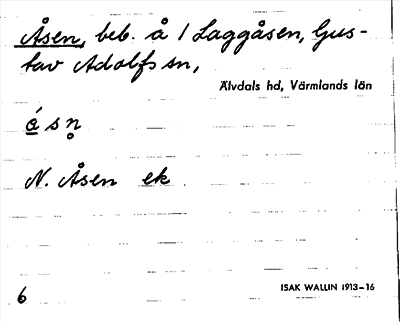 Åsen, beb. å 1 Laggåsen, Gus-
tav Adolfs sn,
Älvdals hd, Värmlands län
ǻ s n̥
N. Åsen ek
6
ISAK WALLIN 1913-16